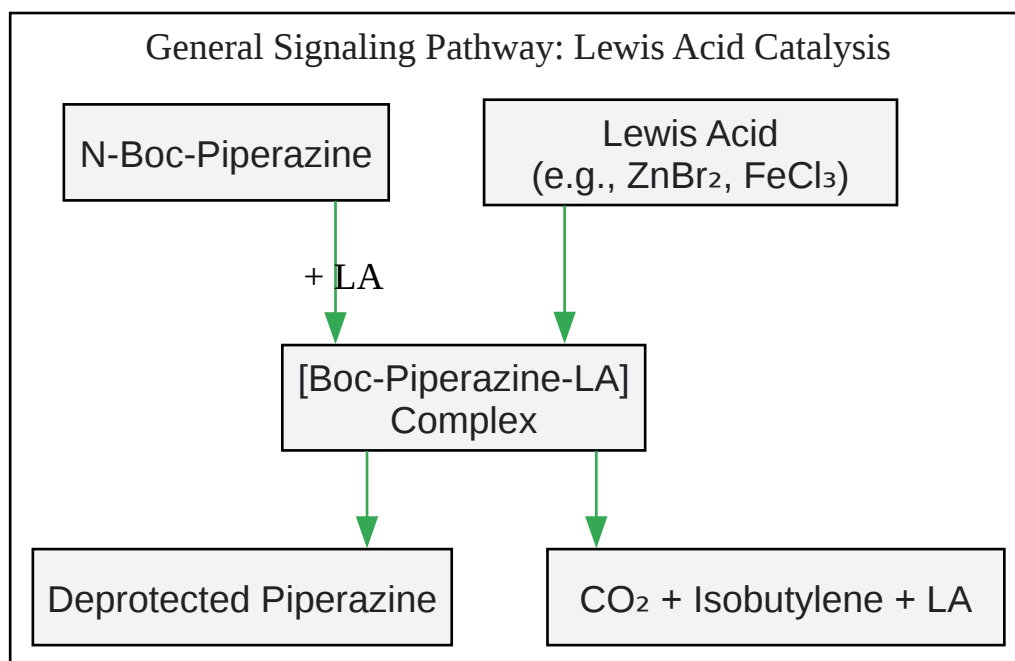 General Signaling Pathway: Lewis Acid Catalysis
N-Boc-Piperazine
Lewis Acid
(e.g., ZnBr₂, FeCl₃)
+ LA
[Boc-Piperazine-LA]
Complex
Deprotected Piperazine
CO₂ + Isobutylene + LA